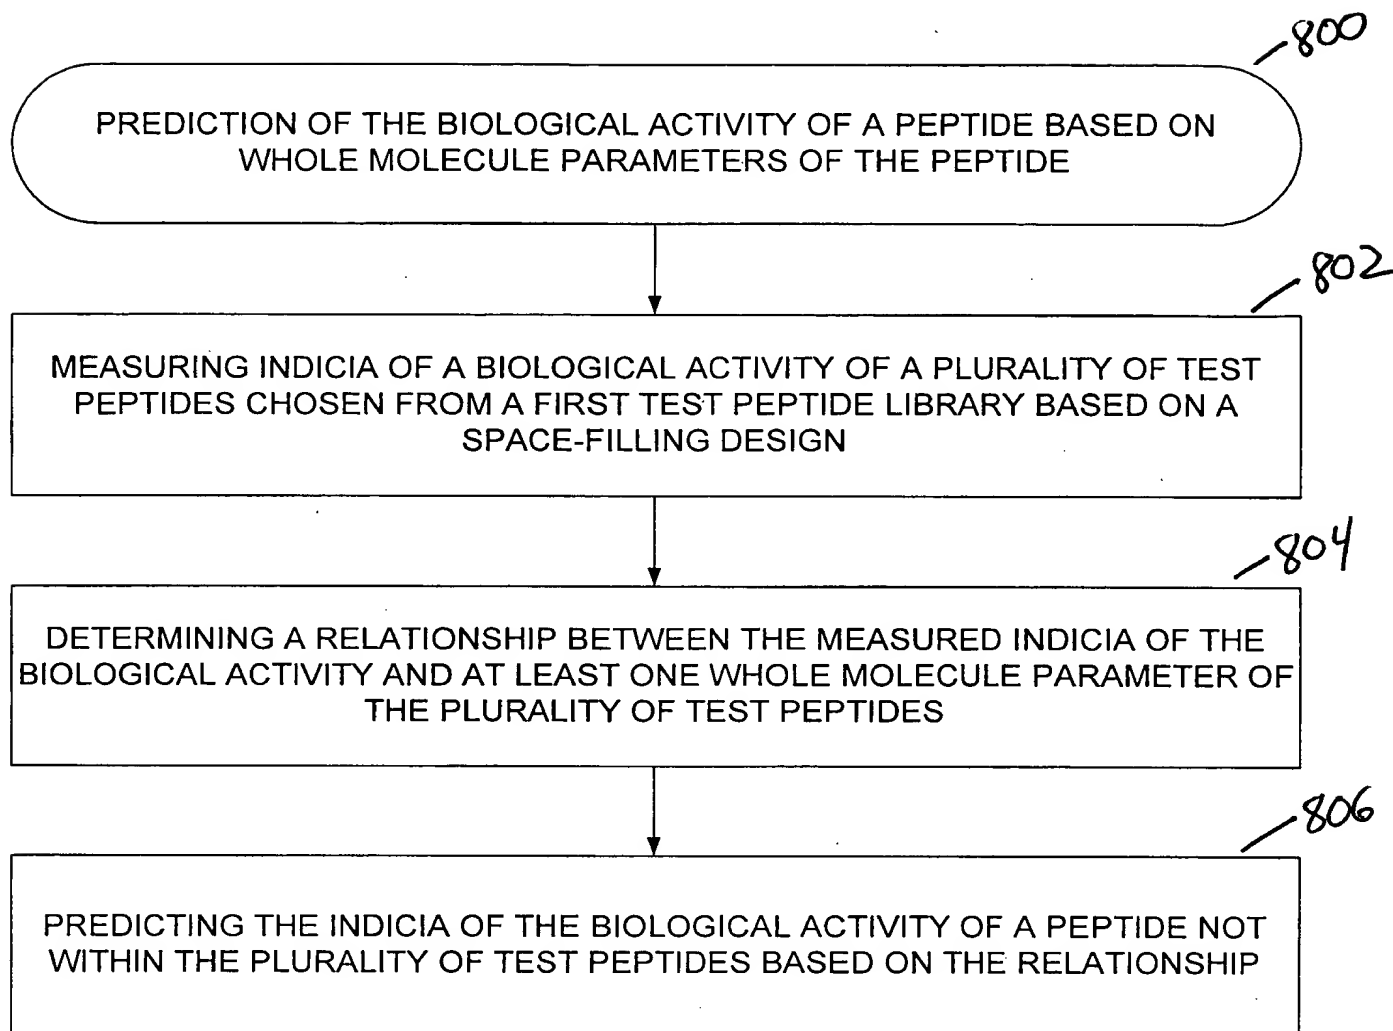 800
PREDICTION OF THE BIOLOGICAL ACTIVITY OF A PEPTIDE BASED ON
WHOLE MOLECULE PARAMETERS OF THE PEPTIDE
802
MEASURING INDICIA OF A BIOLOGICAL ACTIVITY OF A PLURALITY OF TEST
PEPTIDES CHOSEN FROM A FIRST TEST PEPTIDE LIBRARY BASED ON A
SPACE-FILLING DESIGN
804
DETERMINING A RELATIONSHIP BETWEEN THE MEASURED INDICIA OF THE
BIOLOGICAL ACTIVITY AND AT LEAST ONE WHOLE MOLECULE PARAMETER OF
THE PLURALITY OF TEST PEPTIDES
806
PREDICTING THE INDICIA OF THE BIOLOGICAL ACTIVITY OF A PEPTIDE NOT
WITHIN THE PLURALITY OF TEST PEPTIDES BASED ON THE RELATIONSHIP